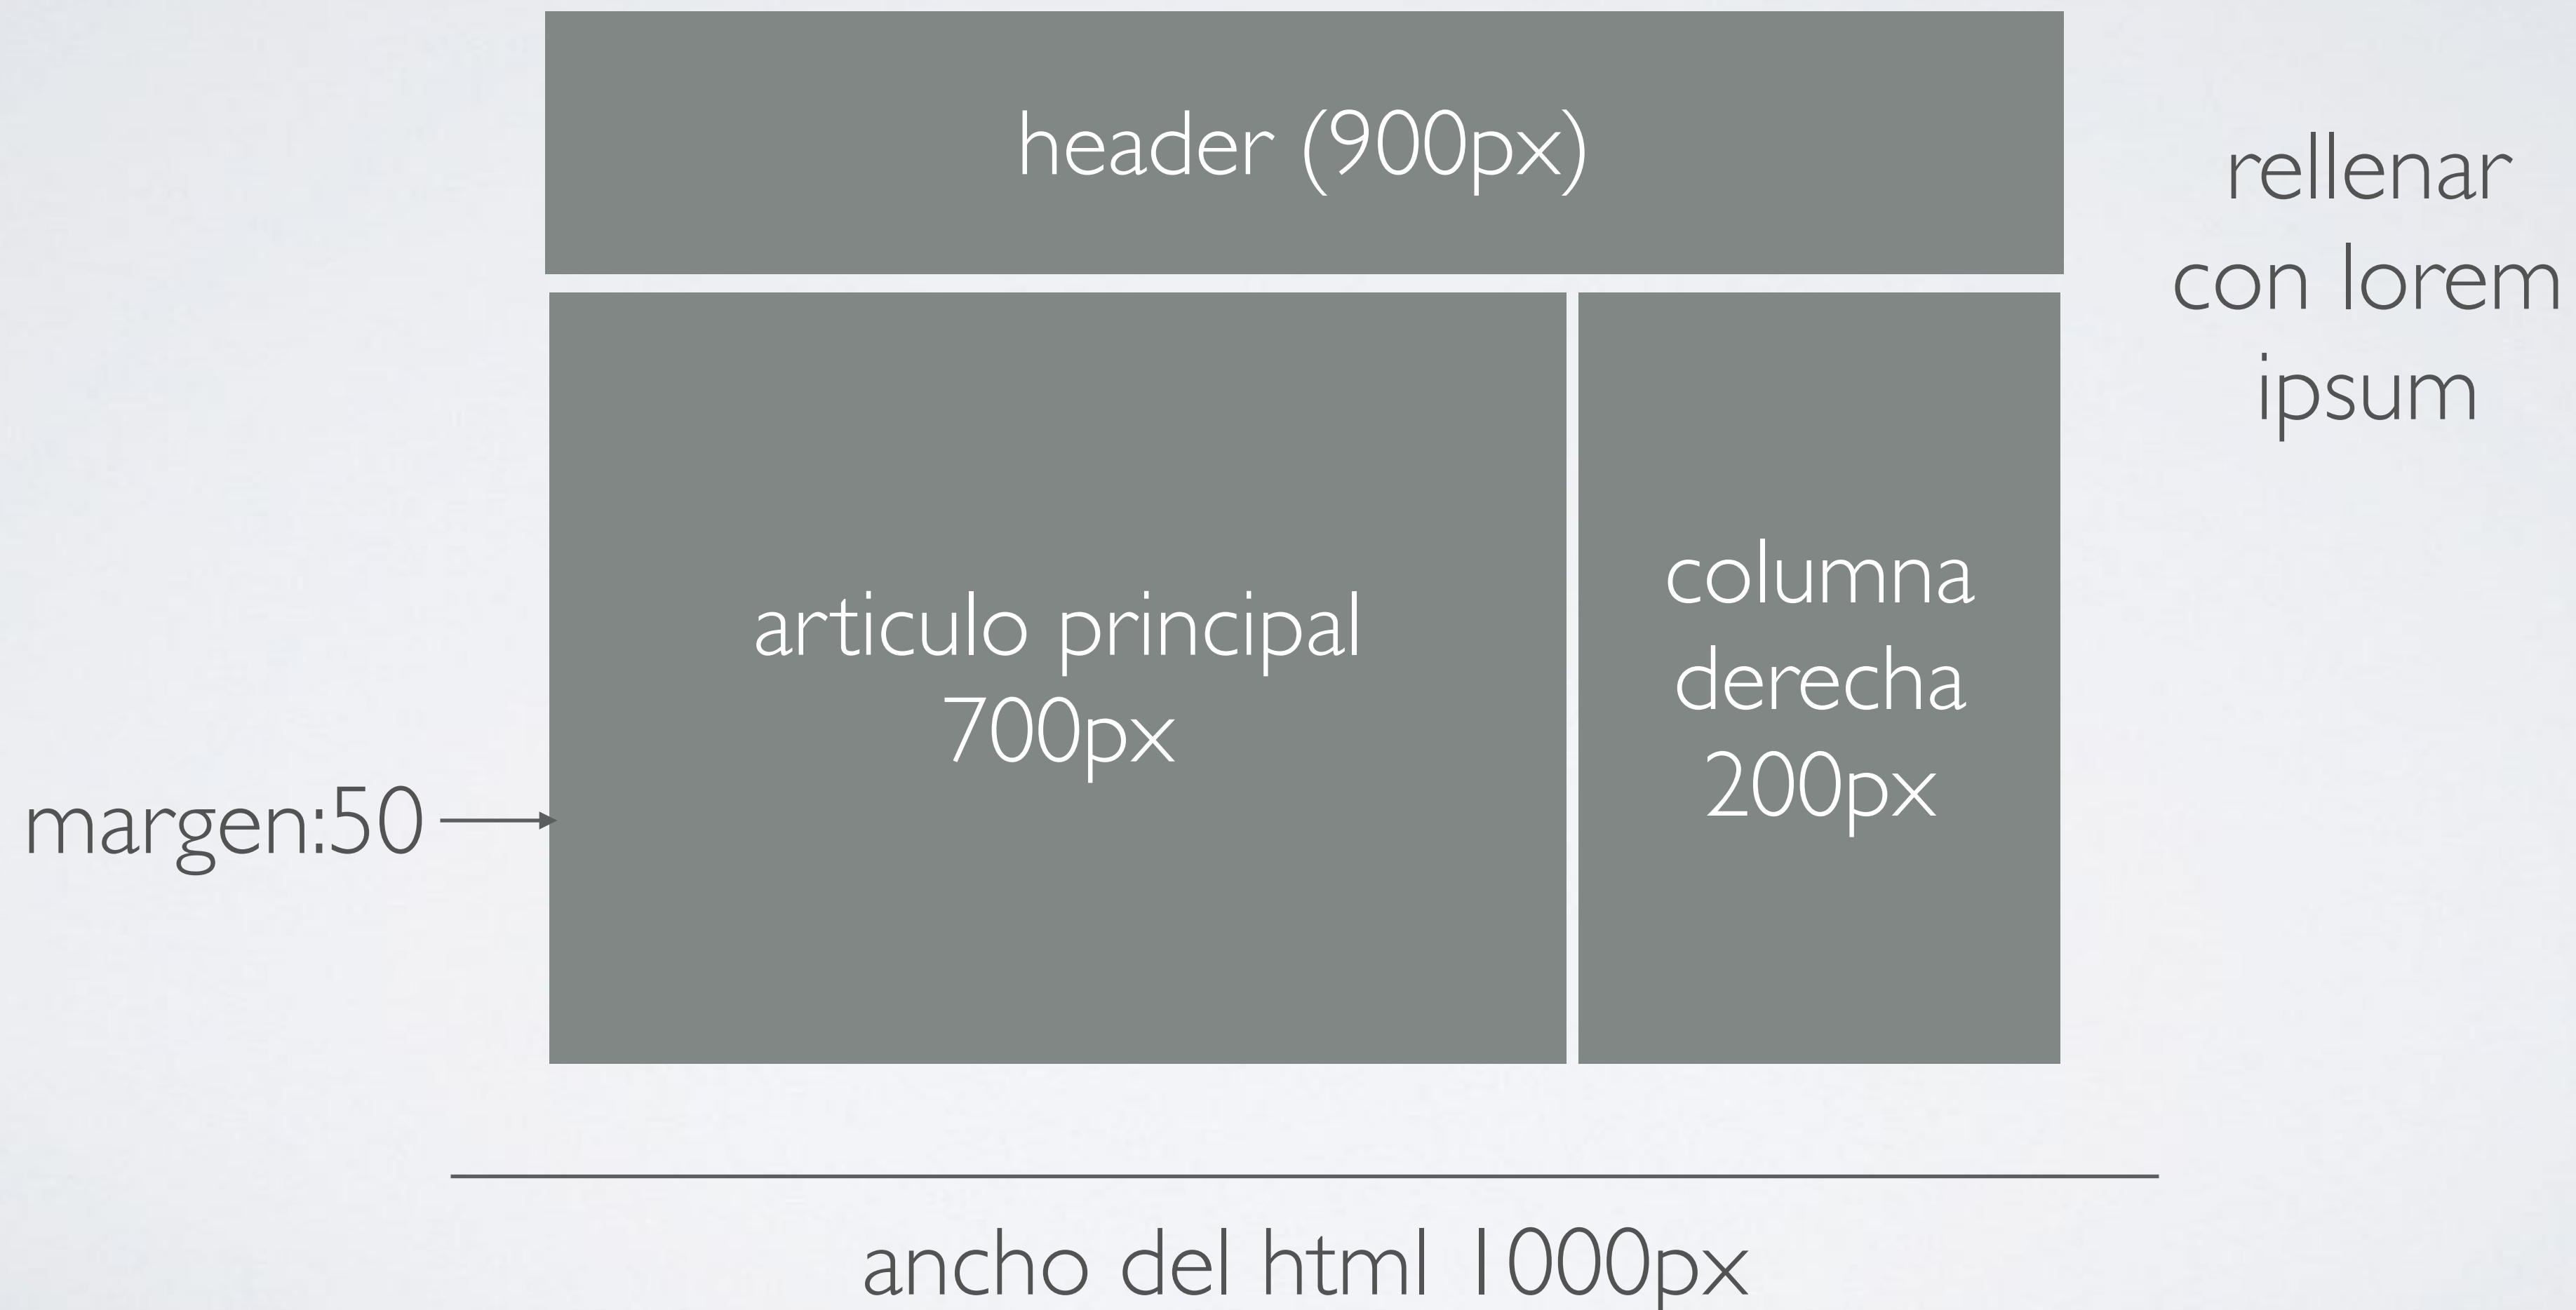 header (900px)
rellenar
con lorem
ipsum
articulo principal
700px
columna
derecha
200px
margen:50
ancho del html 1000px